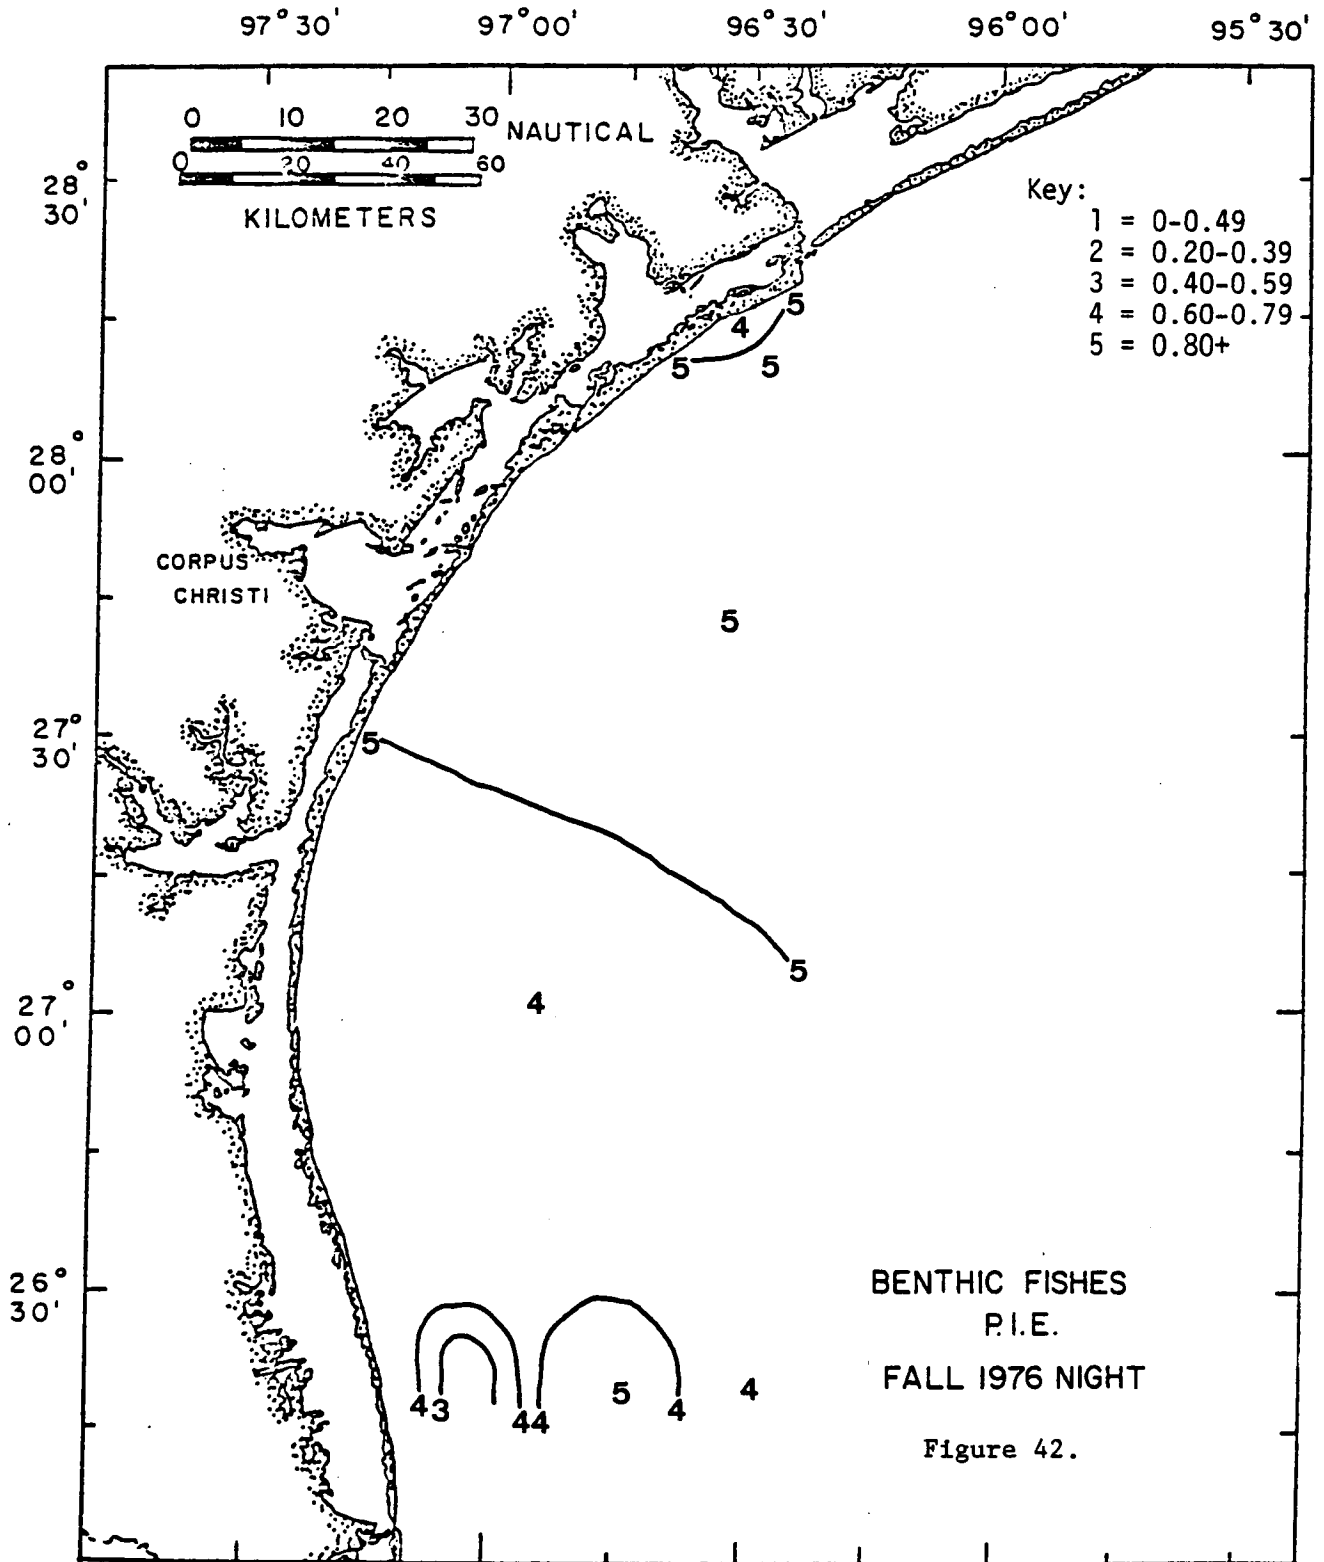 97°30' 97°00' 96°30' 96°00' 95°30'
0 10 20 30 NAUTICAL
0 20 40 60
KILOMETERS
28°
30'
Key:
1 = 0-0.49
2 = 0.20-0.39
3 = 0.40-0.59
4 = 0.60-0.79
5 = 0.80+
5
4
5 5
28°
00'
CORPUS
CHRISTI
5
27°
30'
5
5
27°
00'
4
26°
30'
43 44 5 4 4
BENTHIC FISHES
P.I.E.
FALL 1976 NIGHT
Figure 42.